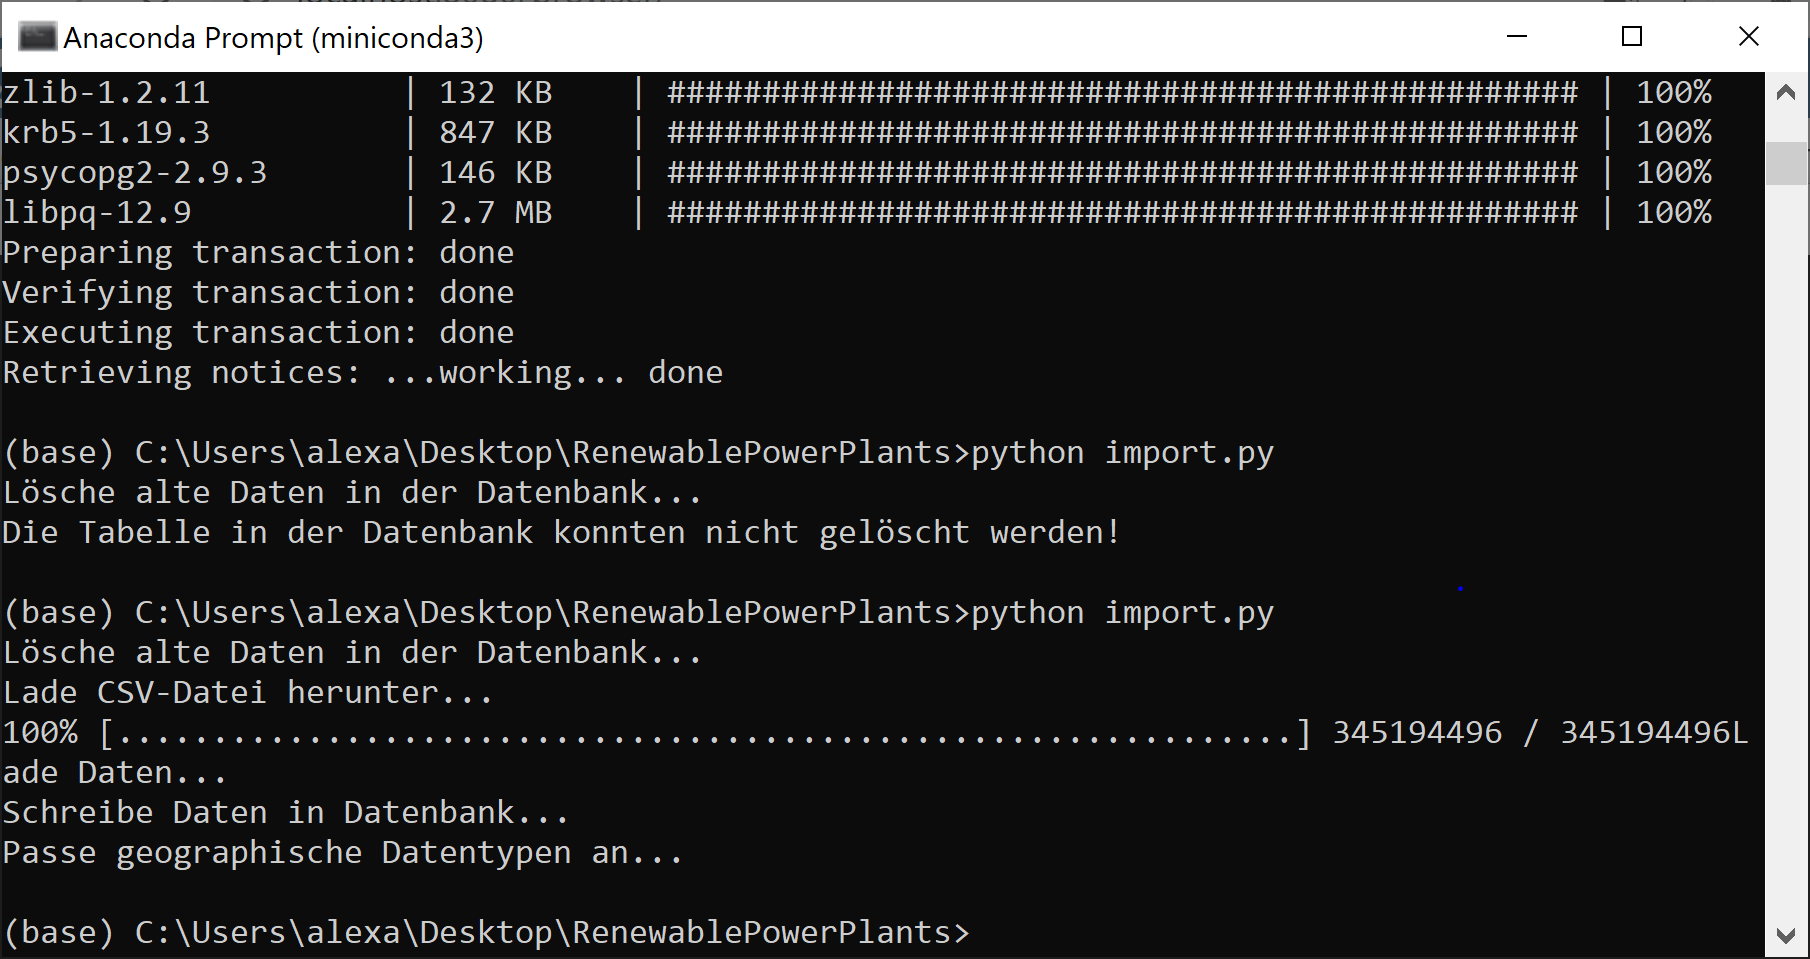 Anaconda Prompt (miniconda3)
zlib-1.2.11          | 132 KB    | ################################################ | 100%
krb5-1.19.3          | 847 KB    | ################################################ | 100%
psycopg2-2.9.3       | 146 KB    | ################################################ | 100%
libpq-12.9           | 2.7 MB    | ################################################ | 100%
Preparing transaction: done
Verifying transaction: done
Executing transaction: done
Retrieving notices: ...working... done
(base) C:\Users\alexa\Desktop\RenewablePowerPlants>python import.py
Lösche alte Daten in der Datenbank...
Die Tabelle in der Datenbank konnten nicht gelöscht werden!
(base) C:\Users\alexa\Desktop\RenewablePowerPlants>python import.py
Lösche alte Daten in der Datenbank...
Lade CSV-Datei herunter...
100% [..............................................................] 345194496 / 345194496L
ade Daten...
Schreibe Daten in Datenbank...
Passe geographische Datentypen an...
(base) C:\Users\alexa\Desktop\RenewablePowerPlants>